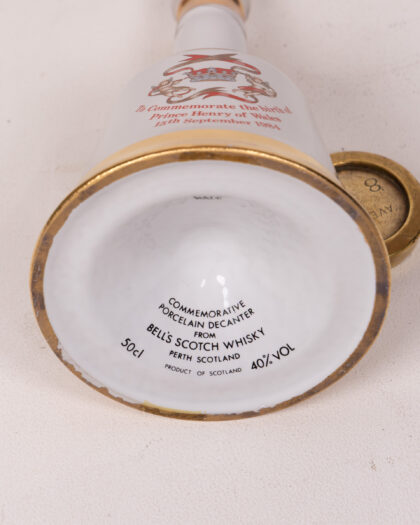 To Commemorate the birth of
Prince Henry of Wales
15th September 1984
COMMEMORATIVE
PORCELAIN DECANTER
FROM
BELL'S SCOTCH WHISKY
PERTH SCOTLAND
PRODUCT OF SCOTLAND
50cl
40% VOL
8